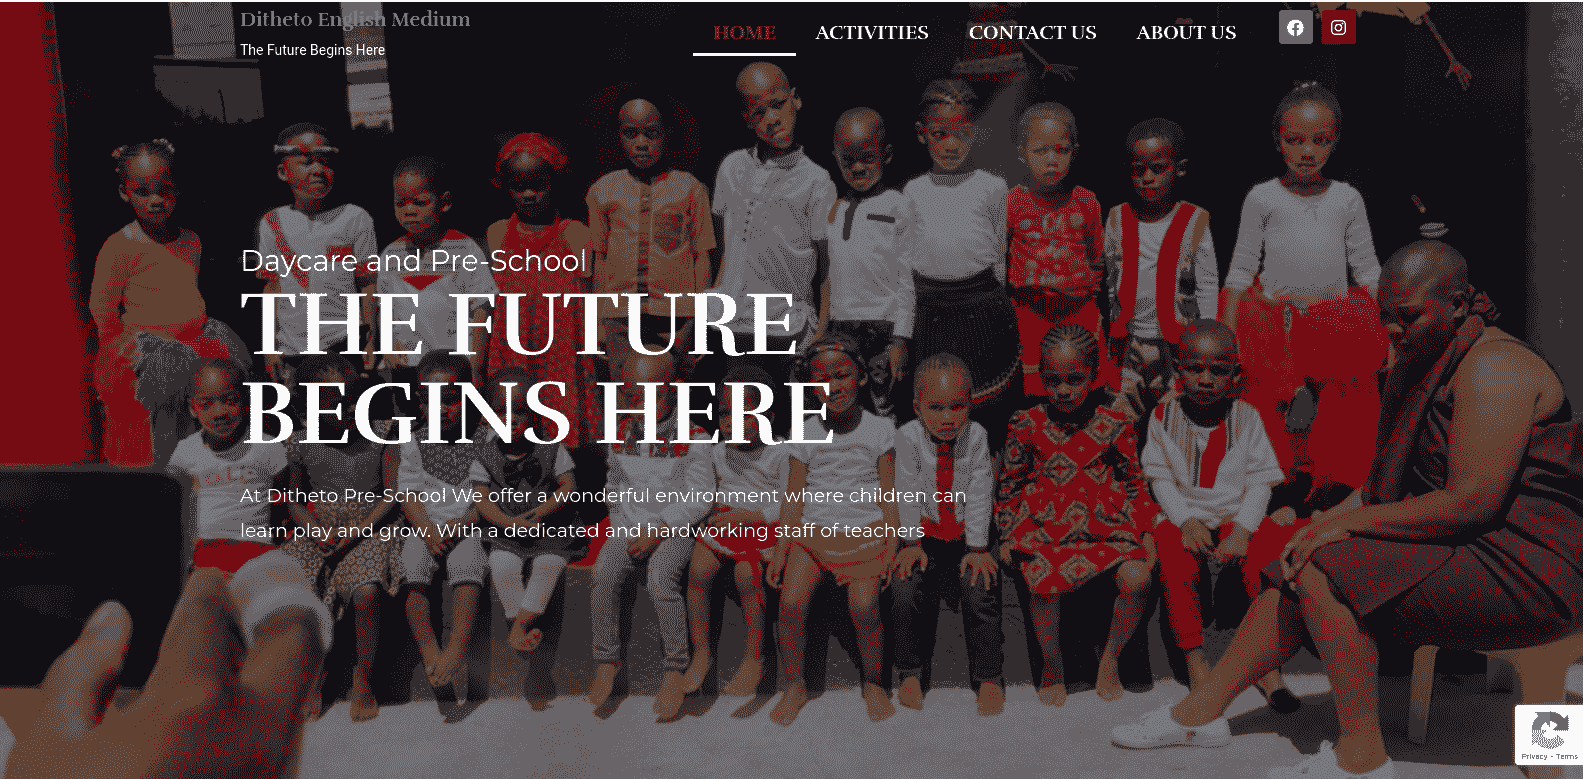 Ditheto English Medium
The Future Begins Here
HOME ACTIVITIES CONTACT US ABOUT US
Daycare and Pre-School
THE FUTURE
BEGINS HERE
At Ditheto Pre-School We offer a wonderful environment where children can
learn play and grow. With a dedicated and hardworking staff of teachers
Privacy - Terms